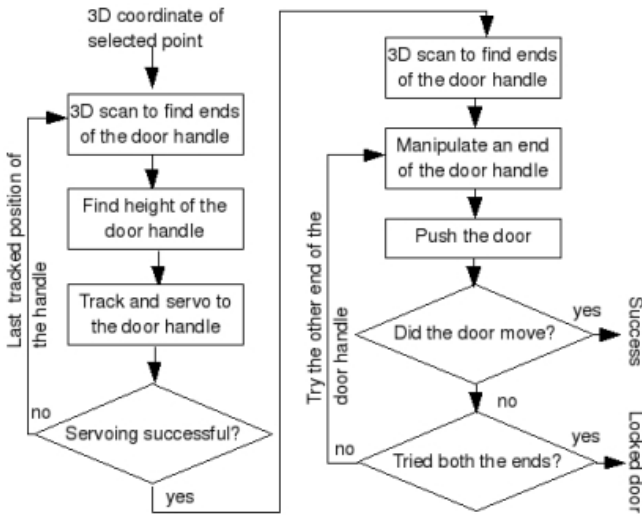 3D coordinate of
selected point
3D scan to find ends
of the door handle
Find height of the
door handle
Track and servo to
the door handle
Servoing successful?
no
yes
Last tracked position of
the handle
3D scan to find ends
of the door handle
Manipulate an end
of the door handle
Push the door
Did the door move?
yes
Success
no
Tried both the ends?
yes
Locked door
no
Try the other end of the
door handle